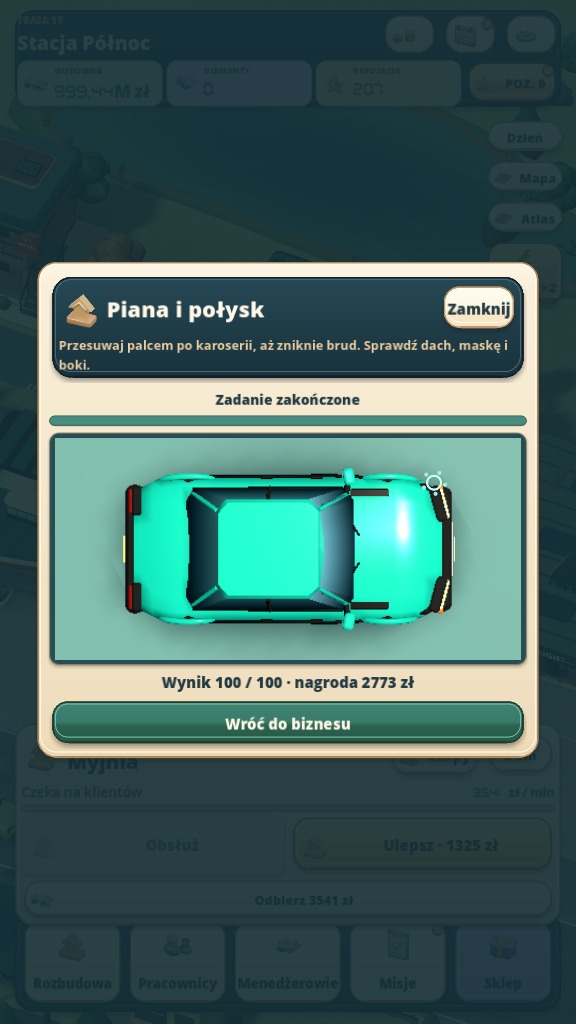 TRASA 17
Stacja Północ
GOTÓWKA
999.44M zł
DIAMENTY
0
REPUTACJA
207
POZ. 9
Dzień
Mapa
Atlas
Piana i połysk
Zamknij
Przesuwaj palcem po karoserii, aż zniknie brud. Sprawdź dach, maskę i
boki.
Zadanie zakończone
Wynik 100 / 100 · nagroda 2773 zł
Wróć do biznesu
Myjnia
Czeka na klientów
zł / min
Obsłuż
Ulepsz · 1325 zł
Odbierz 3541 zł
Rozbudowa
Pracownicy
Menedżerowie
Misje
Sklep